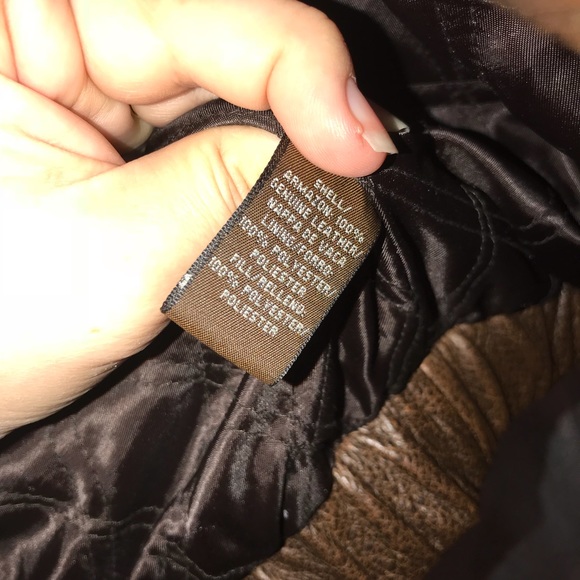 SHELL/
ARMAZON: 100%
GENUINE LEATHER/
NAPPA DE VACA
LINING/FORRO:
100% POLYESTER/
POLIESTER
FILL/RELLENO:
100% POLYESTER/
POLIESTER